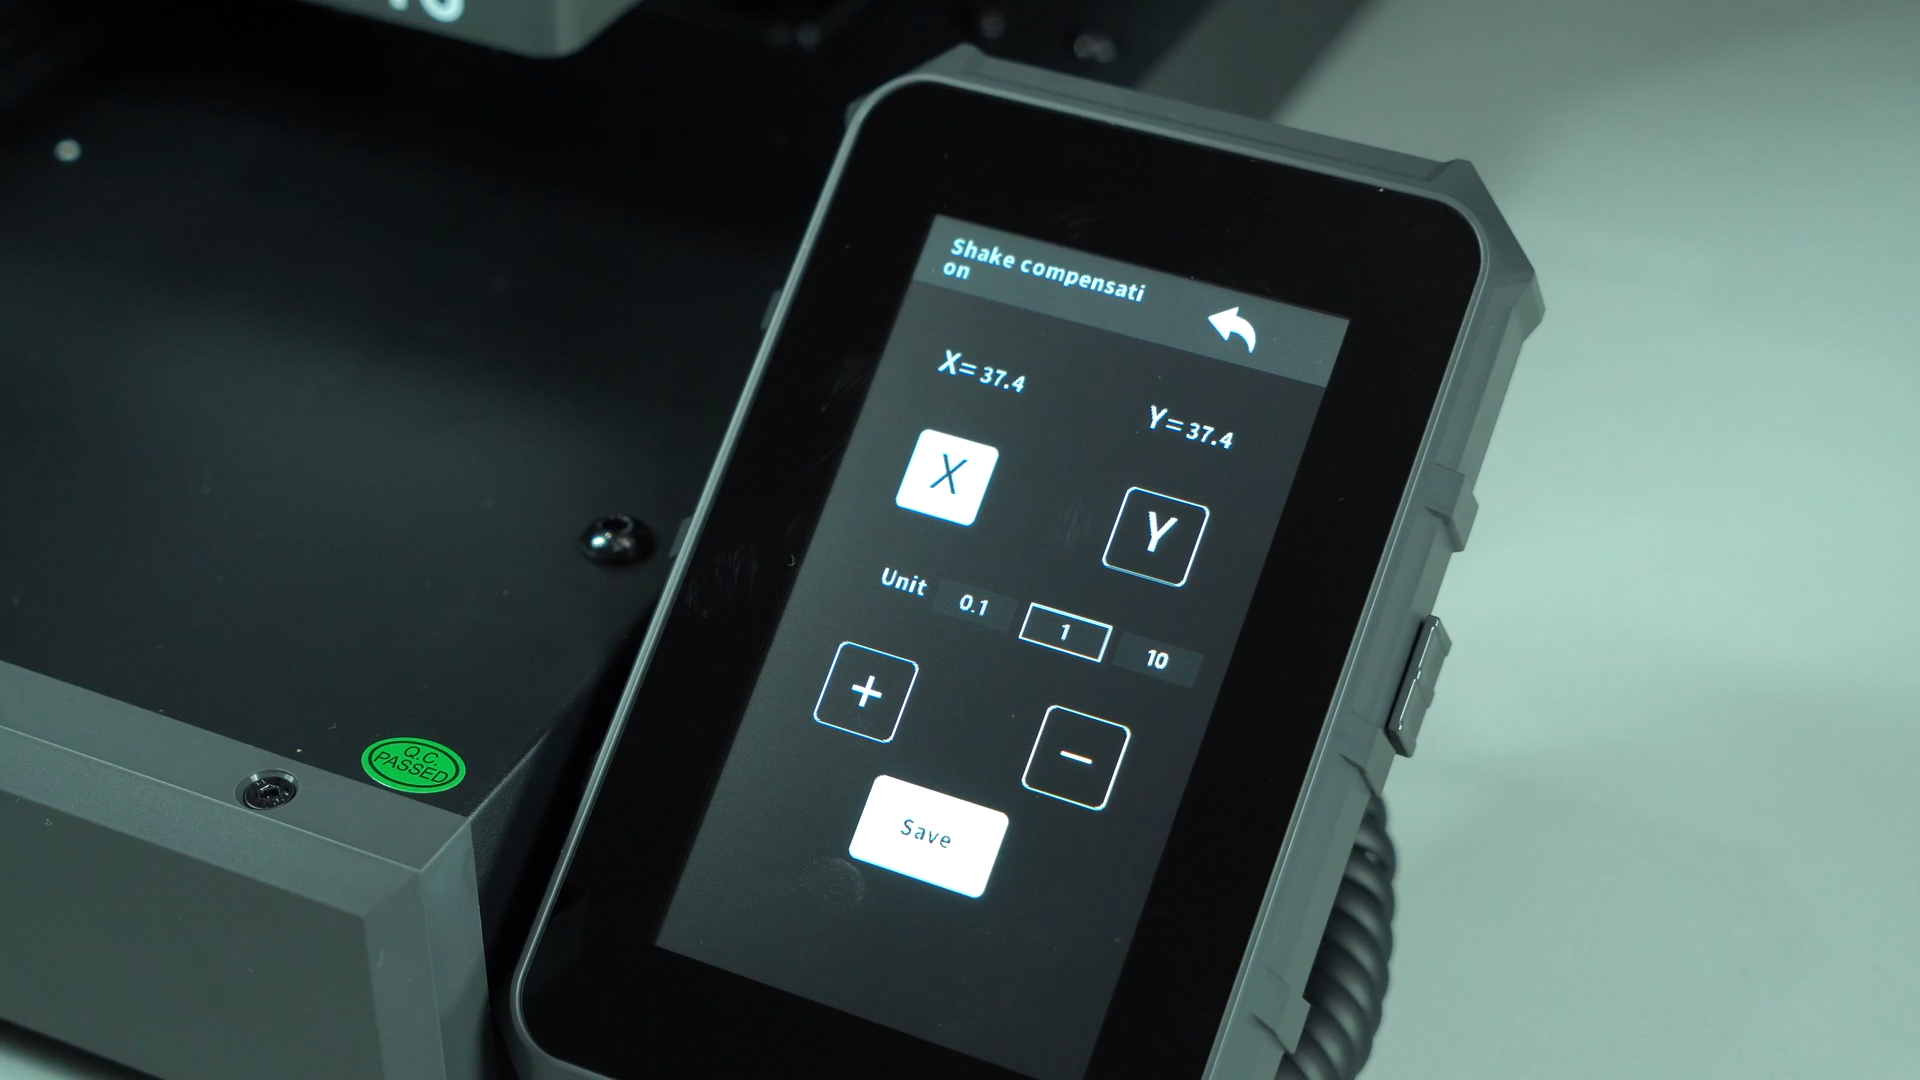 Shake compensati
on
X= 37.4
Y= 37.4
X
Y
Unit 0.1 1 10
+
−
Save
Q.C.
PASSED